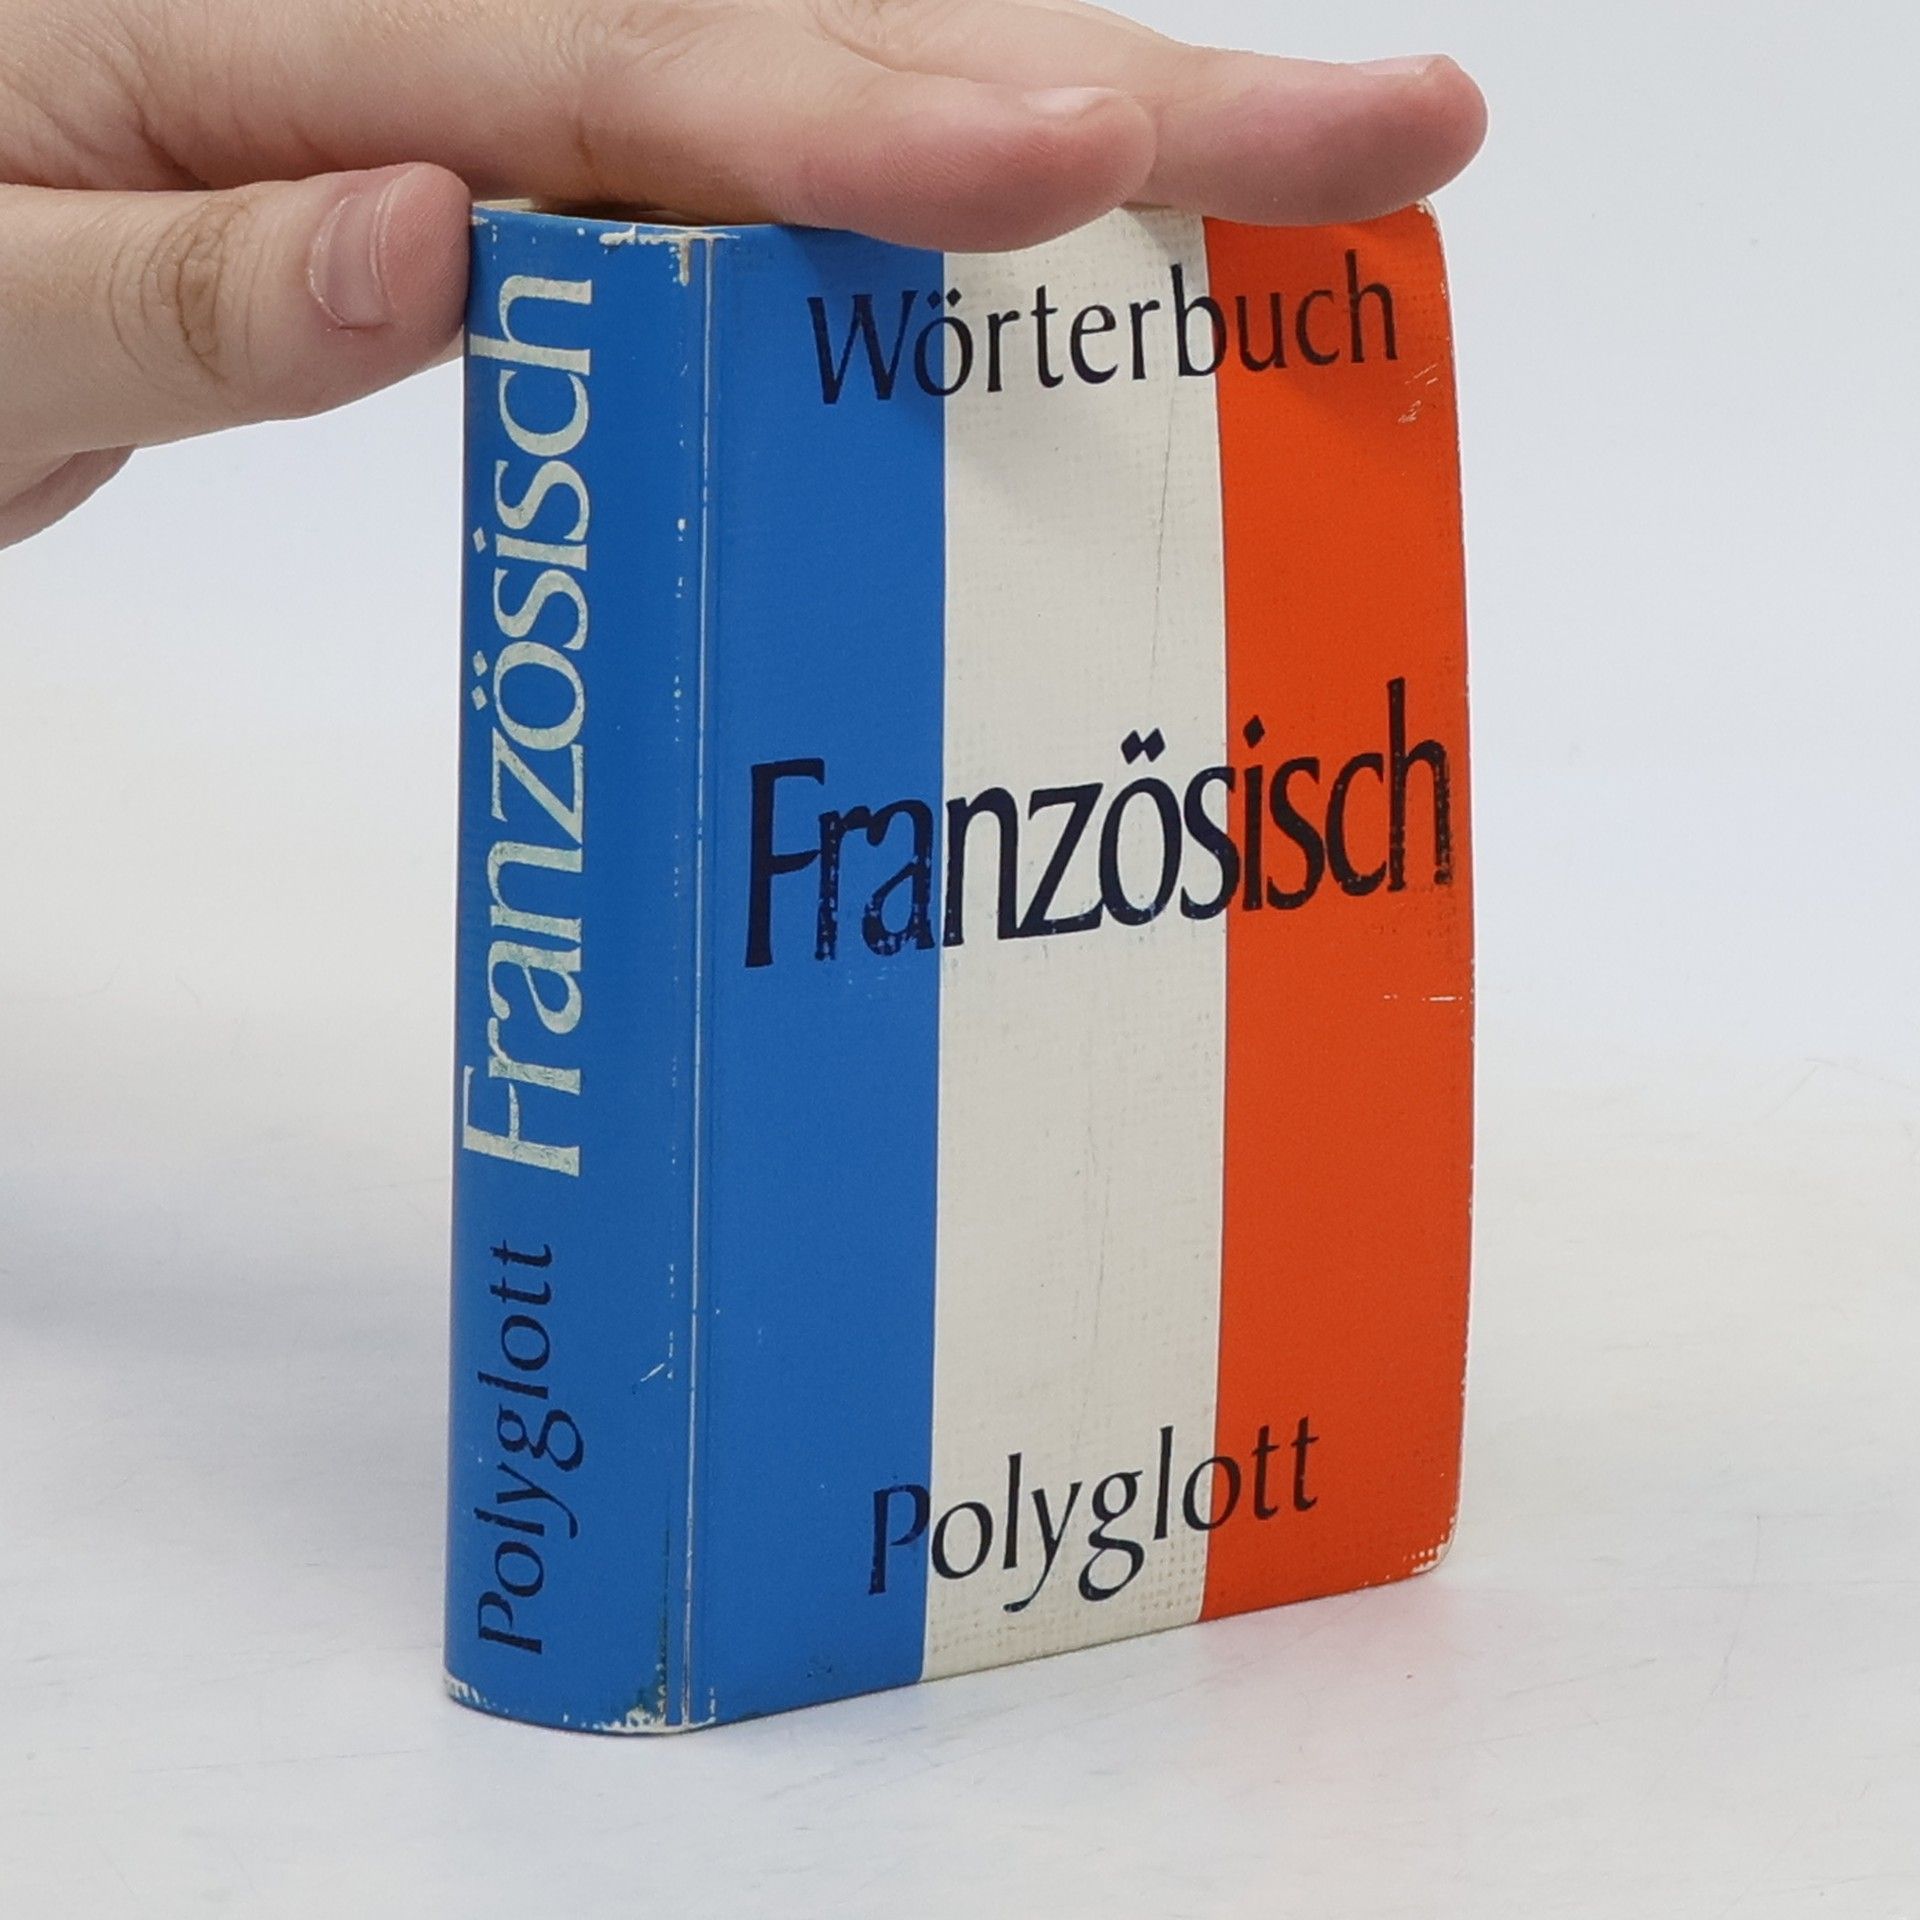 Polyglott Französisch
Wörterbuch
Französisch
Polyglott